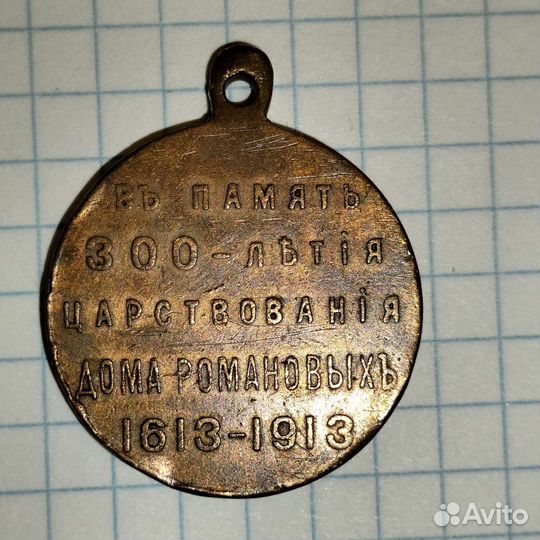 ВЪ ПАМЯТЬ
300-ЛѢТІЯ
ЦАРСТВОВАНІЯ
ДОМА РОМАНОВЫХЪ
1613-1913
Avito